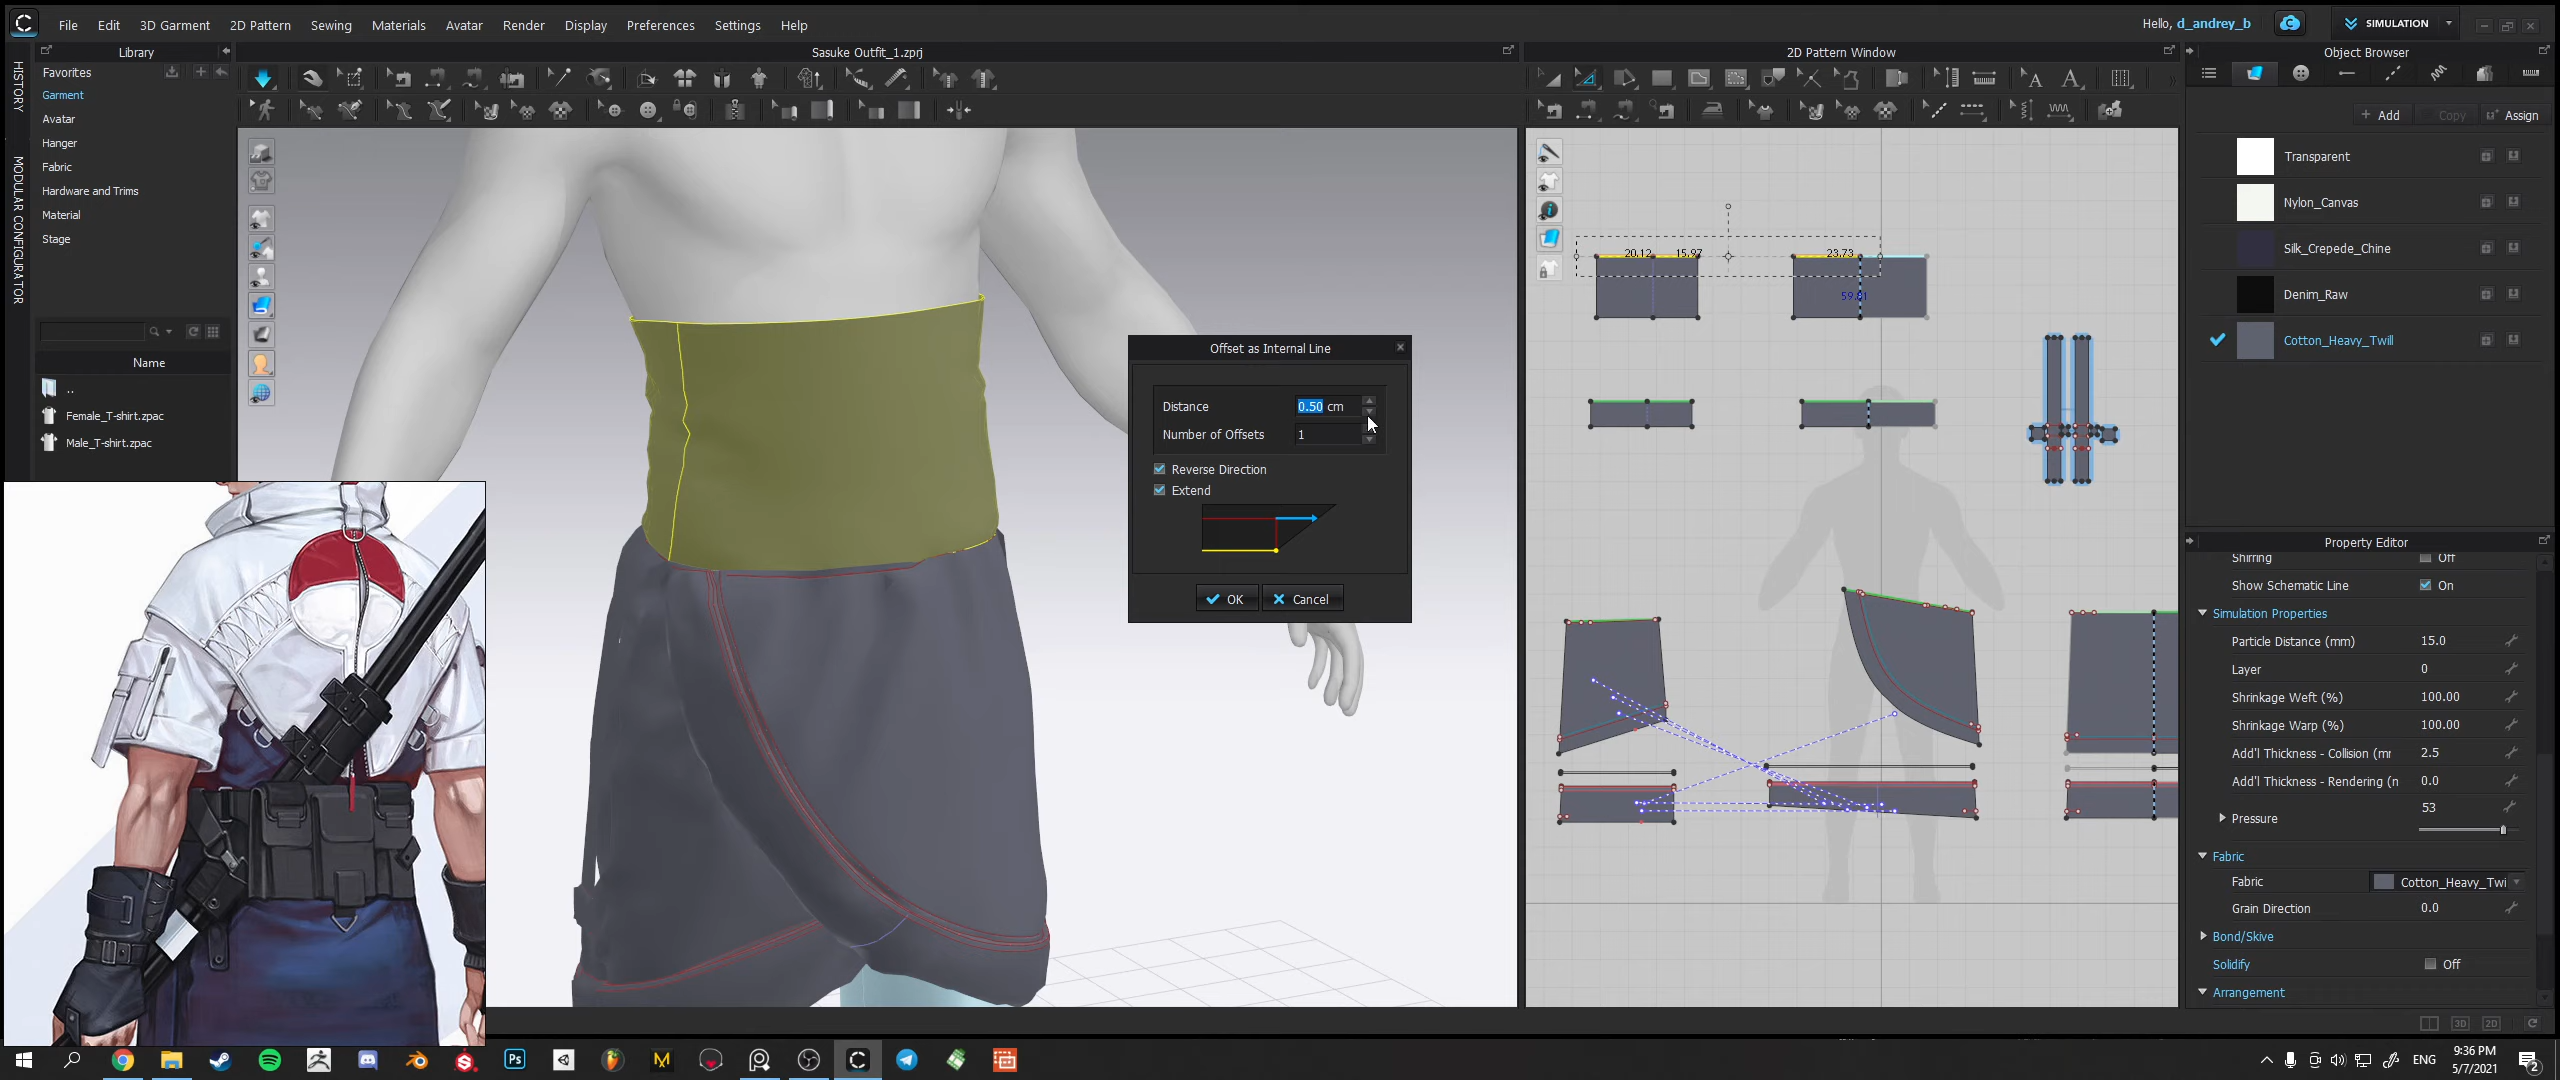 File Edit 3D Garment 2D Pattern Sewing Materials Avatar Render Display Preferences Settings Help
Hello, d_andrey_b
SIMULATION
Library
Sasuke Outfit_1.zprj
2D Pattern Window
Object Browser
HISTORY
MODULAR CONFIGURATOR
Favorites
Garment
Avatar
Hanger
Fabric
Hardware and Trims
Material
Stage
Name
..
Female_T-shirt.zpac
Male_T-shirt.zpac
Offset as Internal Line
Distance 0.50 cm
Number of Offsets 1
Reverse Direction
Extend
OK Cancel
20.12 15.97 23.73
Add Copy Assign
Transparent
Nylon_Canvas
Silk_Crepede_Chine
Denim_Raw
Cotton_Heavy_Twill
Property Editor
Shirring Off
Show Schematic Line On
Simulation Properties
Particle Distance (mm) 15.0
Layer 0
Shrinkage Weft (%) 100.00
Shrinkage Warp (%) 100.00
Add'l Thickness - Collision (mr 2.5
Add'l Thickness - Rendering (n 0.0
53
Pressure
Fabric
Fabric Cotton_Heavy_Twi
Grain Direction 0.0
Bond/Skive
Solidify Off
Arrangement
3D 2D
Ps
ENG
9:36 PM
5/7/2021
2